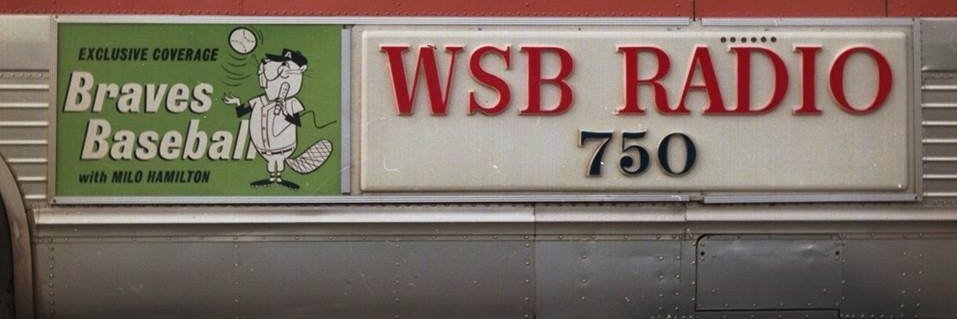 EXCLUSIVE COVERAGE
Braves
Baseball
with MILO HAMILTON
A
WSB RADIO
750